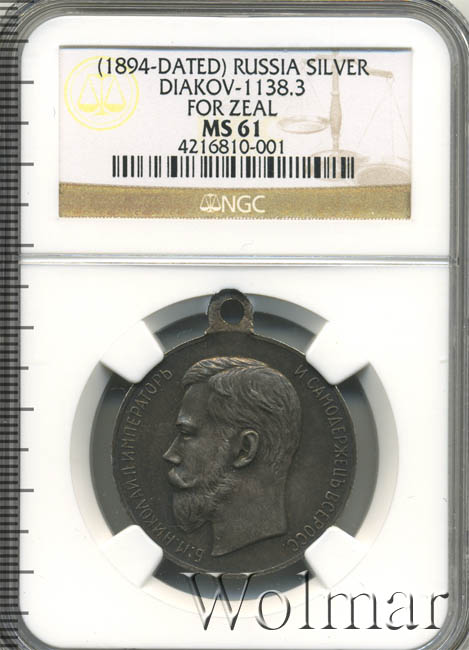 (1894-DATED) RUSSIA SILVER
DIAKOV-1138.3
FOR ZEAL
MS 61
4216810-001
NGC
Б·М·НИКОЛАЙ II ИМПЕРАТОРЪ И САМОДЕРЖЕЦЪ ВСЕРОСС.
Wolmar